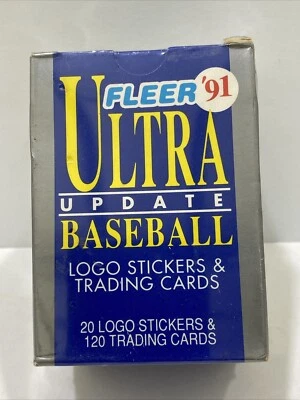 FLEER '91
ULTRA
UPDATE
BASEBALL
LOGO STICKERS &
TRADING CARDS
20 LOGO STICKERS &
120 TRADING CARDS